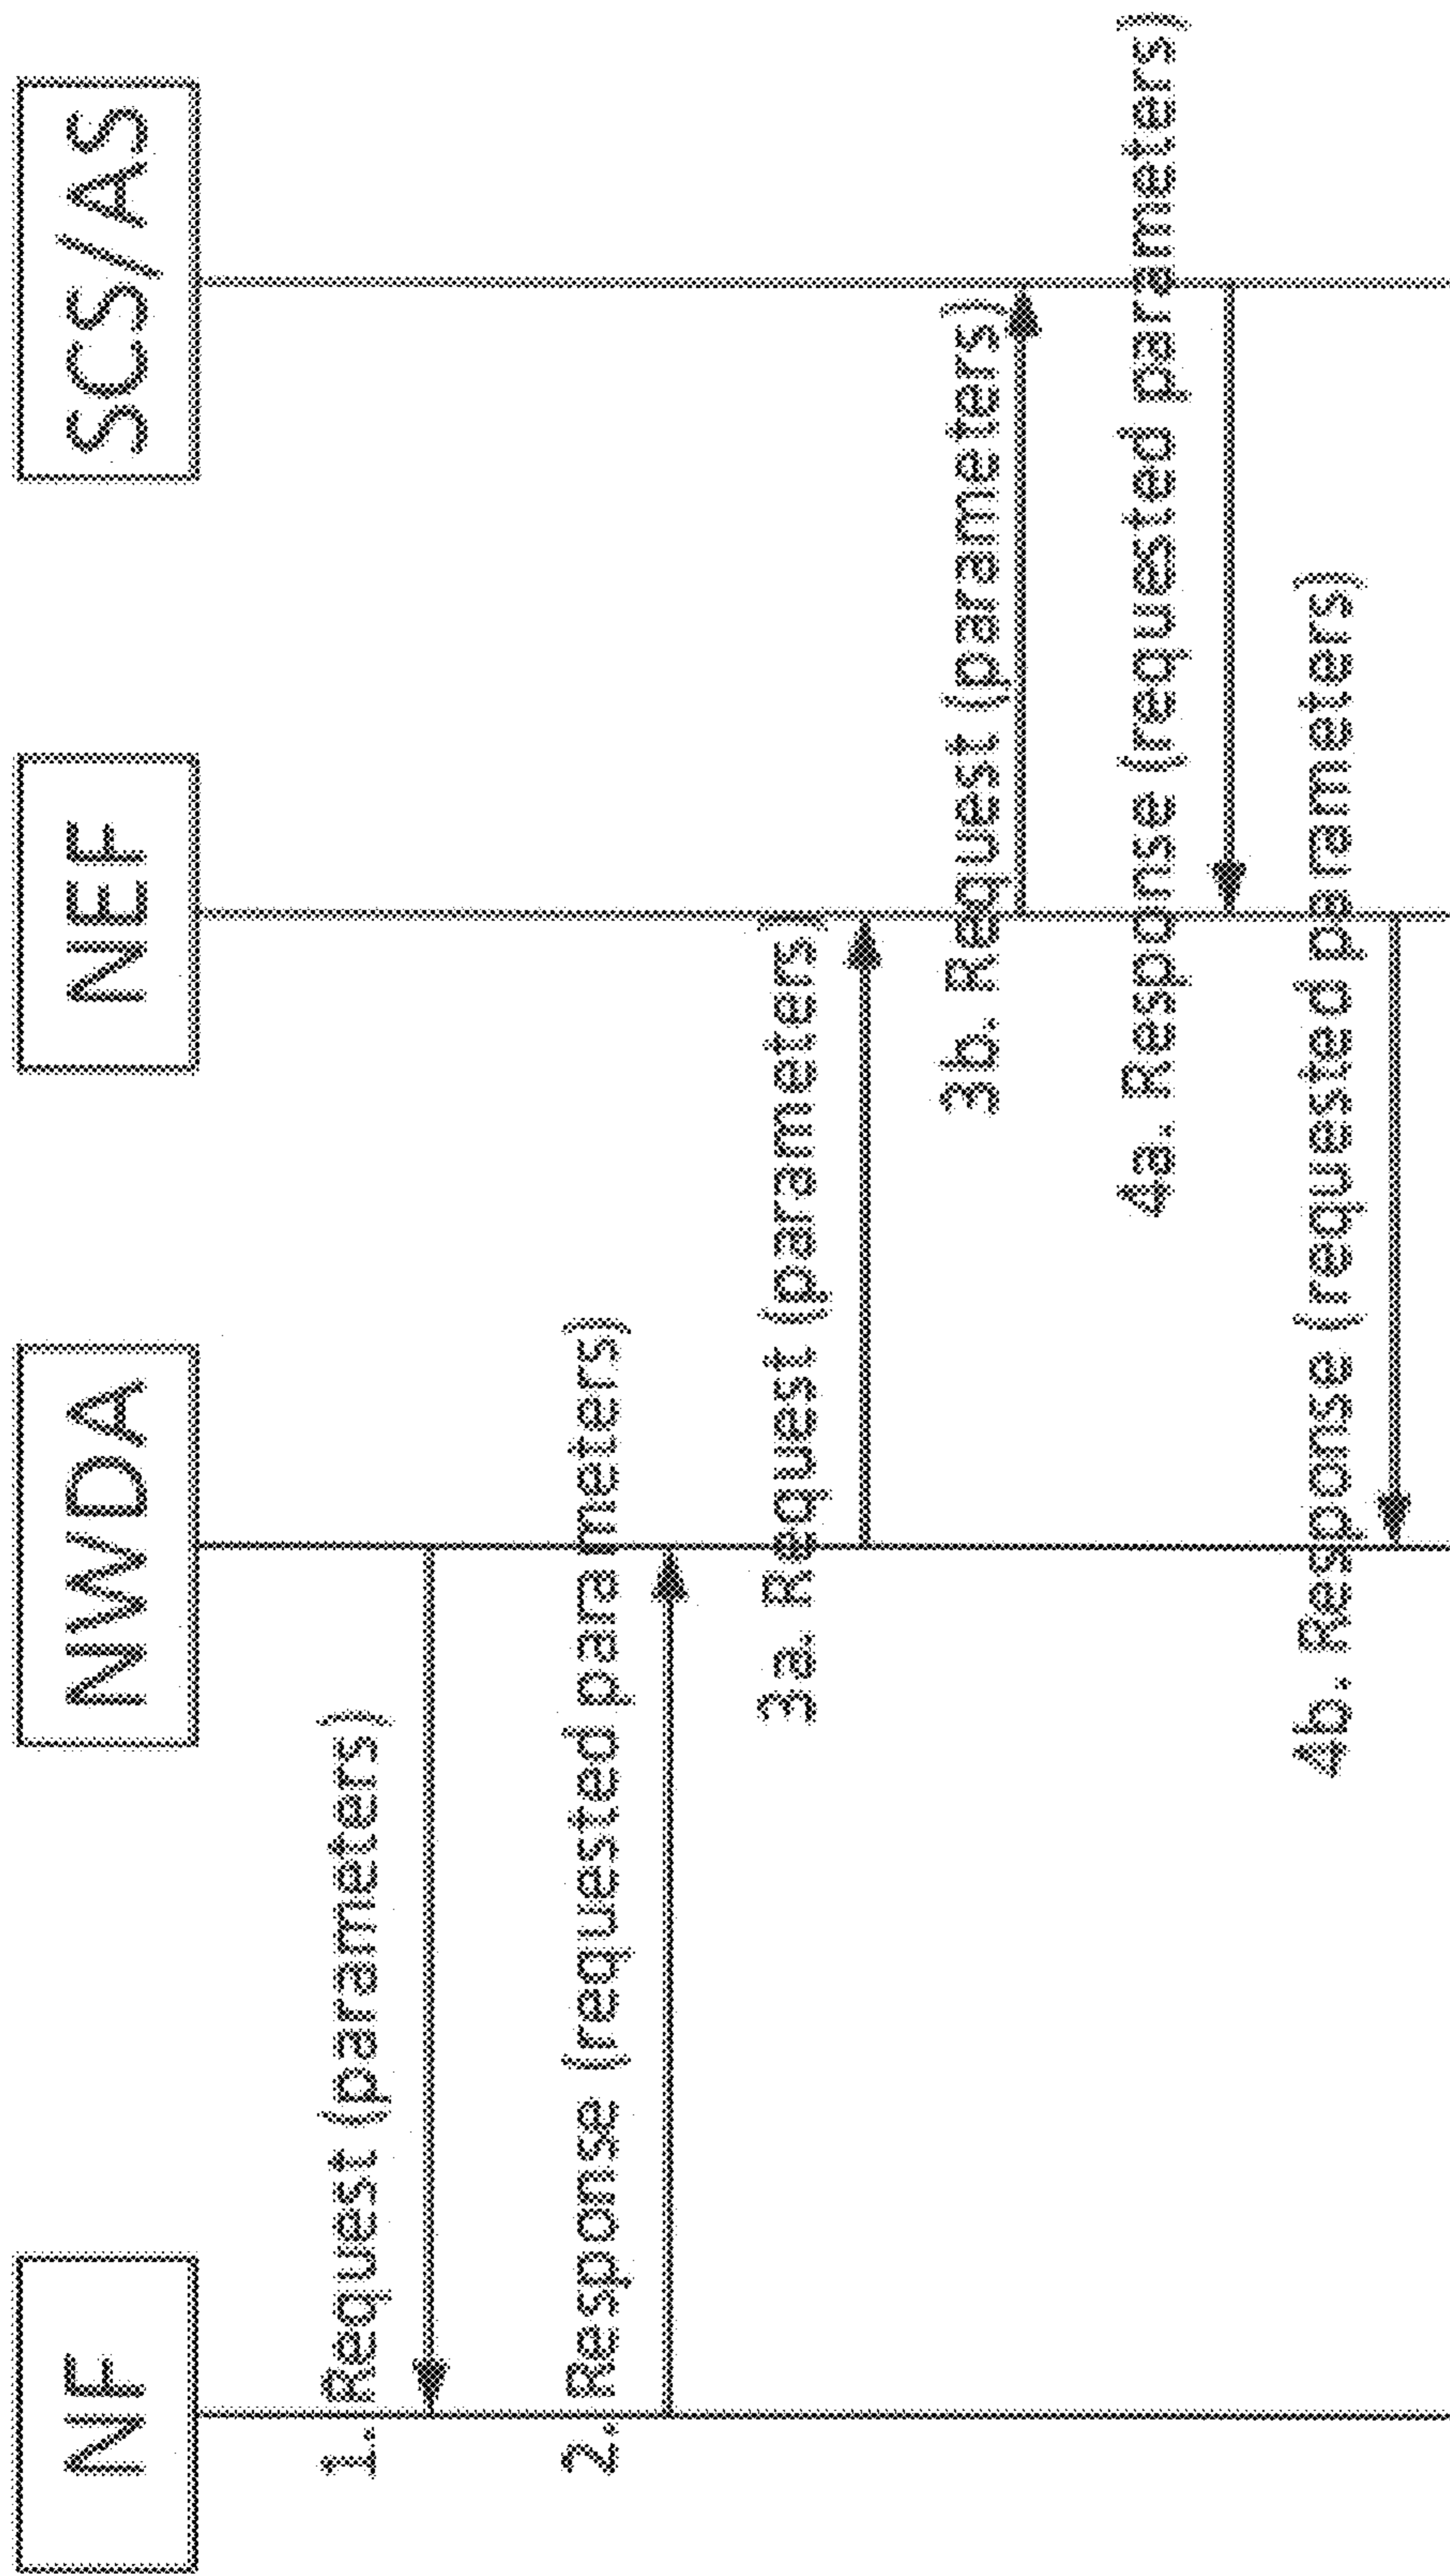 NF
NWDA
NEF
SCS/AS
1. Request (parameters)
2. Response (requested parameters)
3a. Request (parameters)
3b. Request (parameters)
4a. Response (requested parameters)
4b. Response (requested parameters)